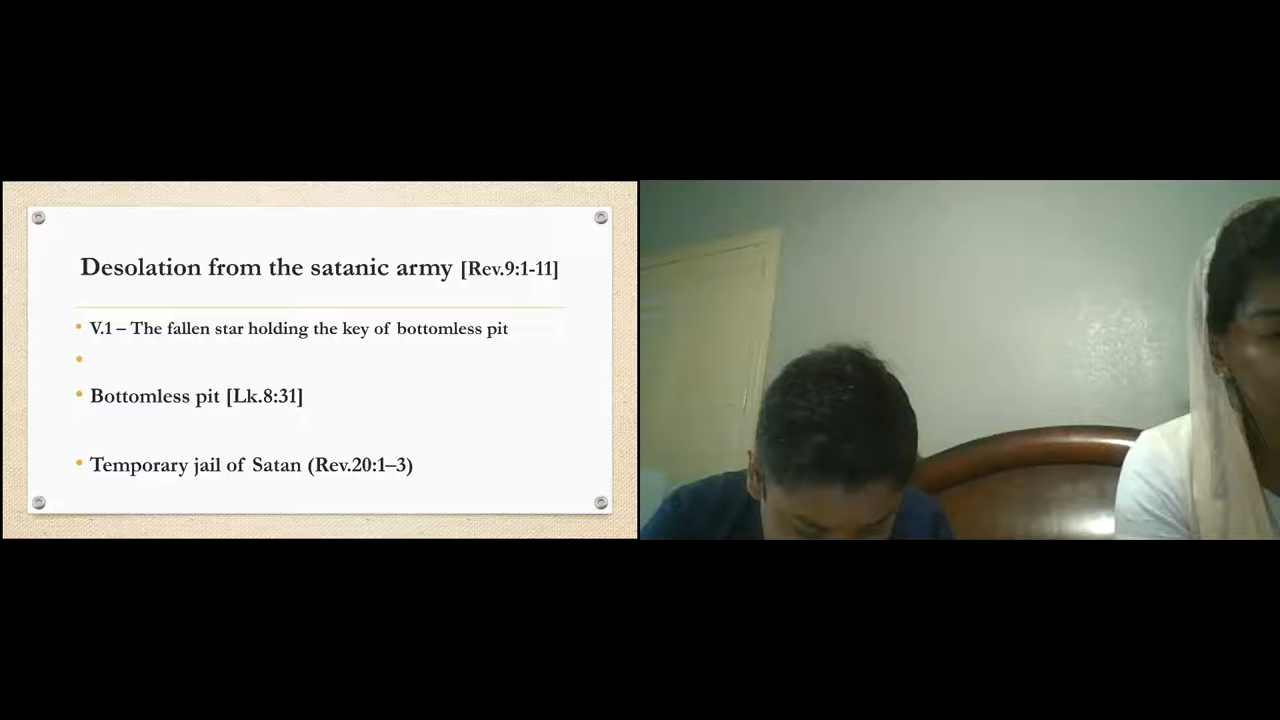 Desolation from the satanic army [Rev.9:1-11]
• V.1 – The fallen star holding the key of bottomless pit
•
• Bottomless pit [Lk.8:31]
• Temporary jail of Satan (Rev.20:1–3)